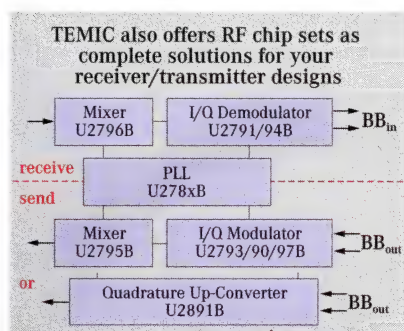 TEMIC also offers RF chip sets as
complete solutions for your
receiver/transmitter designs
Mixer
U2796B
I/Q Demodulator
U2791/94B
BBin
receive
PLL
U278xB
send
Mixer
U2795B
I/Q Modulator
U2793/90/97B
BBout
or
Quadrature Up-Converter
U2891B
BBout